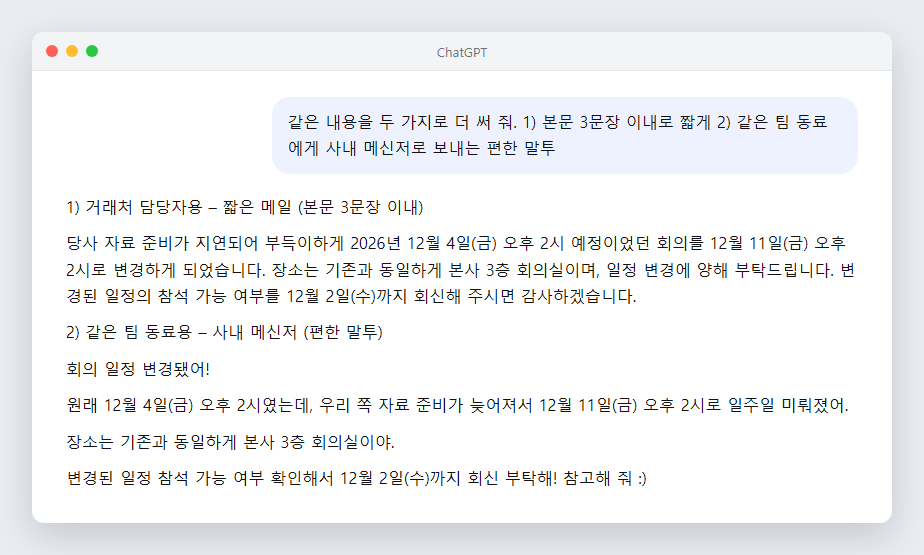 ChatGPT
같은 내용을 두 가지로 더 써 줘. 1) 본문 3문장 이내로 짧게 2) 같은 팀 동료
에게 사내 메신저로 보내는 편한 말투
1) 거래처 담당자용 – 짧은 메일 (본문 3문장 이내)
당사 자료 준비가 지연되어 부득이하게 2026년 12월 4일(금) 오후 2시 예정이었던 회의를 12월 11일(금) 오후
2시로 변경하게 되었습니다. 장소는 기존과 동일하게 본사 3층 회의실이며, 일정 변경에 양해 부탁드립니다. 변
경된 일정의 참석 가능 여부를 12월 2일(수)까지 회신해 주시면 감사하겠습니다.
2) 같은 팀 동료용 – 사내 메신저 (편한 말투)
회의 일정 변경됐어!
원래 12월 4일(금) 오후 2시였는데, 우리 쪽 자료 준비가 늦어져서 12월 11일(금) 오후 2시로 일주일 미뤄졌어.
장소는 기존과 동일하게 본사 3층 회의실이야.
변경된 일정 참석 가능 여부 확인해서 12월 2일(수)까지 회신 부탁해! 참고해 줘 :)